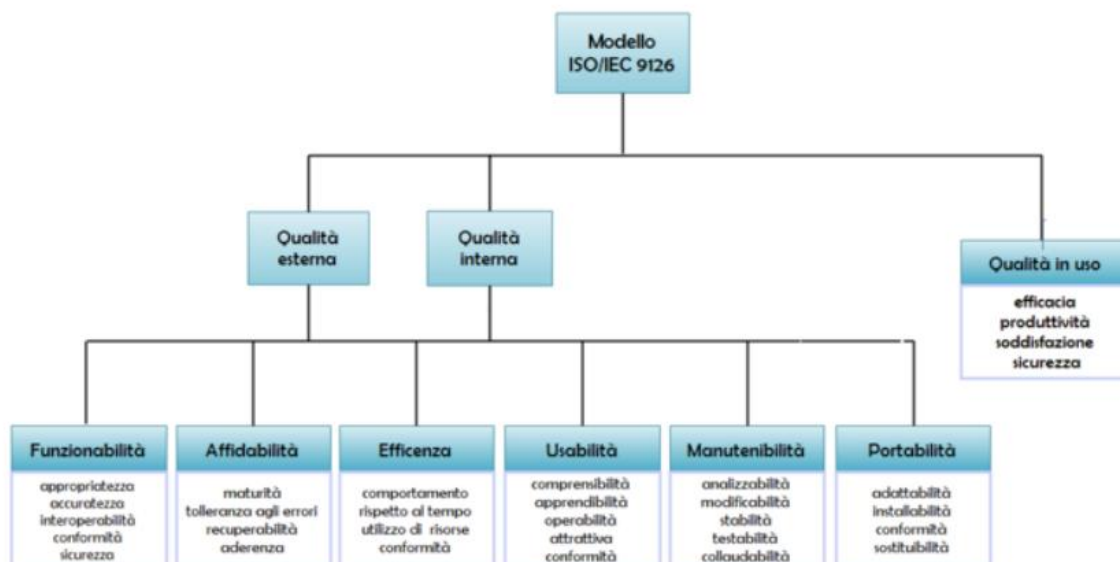 Modello
ISO/IEC 9126
Qualità
esterna
Qualità
interna
Qualità in uso
efficacia
produttività
soddisfazione
sicurezza
Funzionabilità
appropriatezza
accuratezza
interoperabilità
conformità
sicurezza
Affidabilità
maturità
tolleranza agli errori
recuperabilità
aderenza
Efficenza
comportamento
rispetto al tempo
utilizzo di risorse
conformità
Usabilità
comprensibilità
apprendibilità
operabilità
attrattiva
conformità
Manutenibilità
analizzabilità
modificabilità
stabilità
testabilità
collaudabilità
Portabilità
adattabilità
installabilità
conformità
sostituibilità